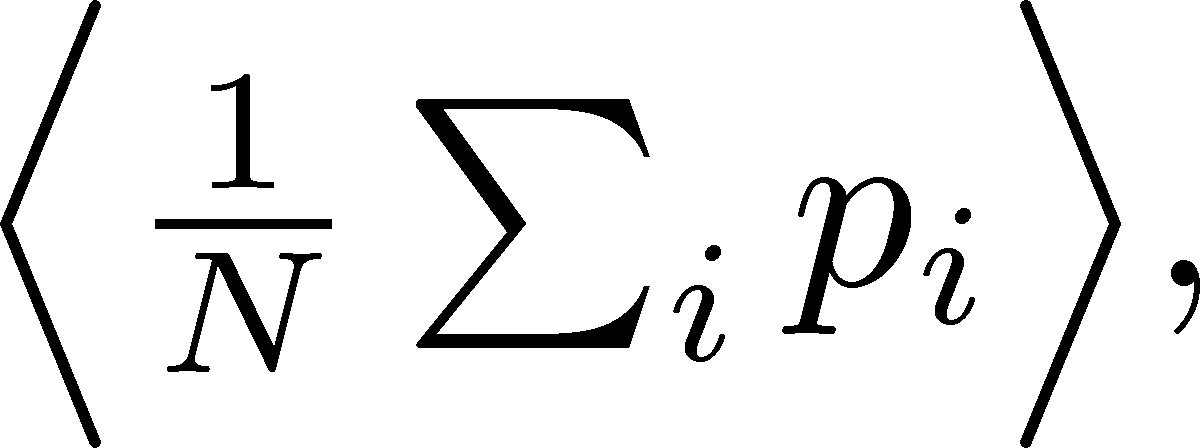 ⟨ 1/N ∑_i p_i ⟩,